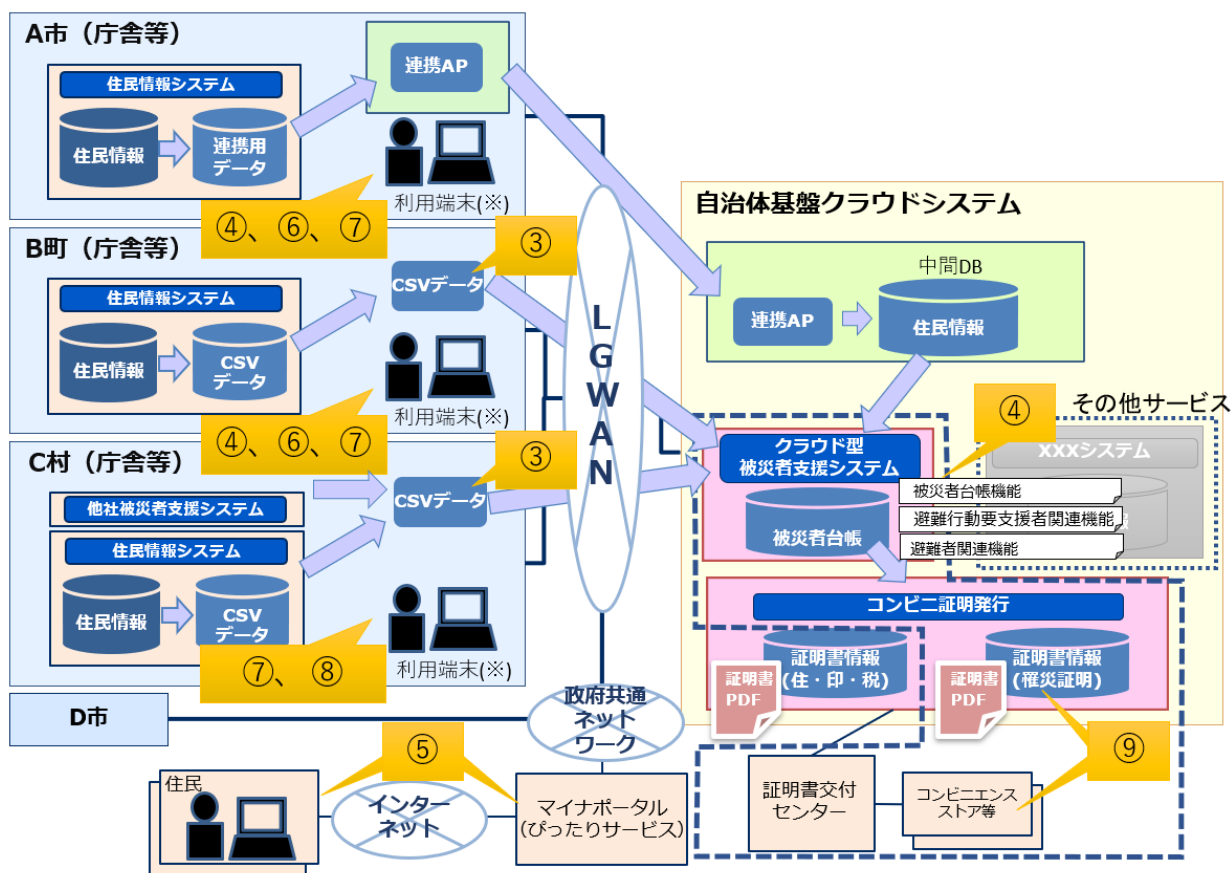 A市（庁舎等）
住民情報システム
住民情報
連携用
データ
連携AP
利用端末(※)
④、⑥、⑦
B町（庁舎等）
住民情報システム
住民情報
CSV
データ
CSVデータ
③
利用端末(※)
④、⑥、⑦
C村（庁舎等）
他社被災者支援システム
住民情報システム
住民情報
CSV
データ
CSVデータ
③
利用端末(※)
⑦、⑧
D市
LGWAN
政府共通
ネット
ワーク
⑤
住民
インター
ネット
マイナポータル
（ぴったりサービス）
自治体基盤クラウドシステム
中間DB
連携AP
住民情報
④
その他サービス
クラウド型
被災者支援システム
被災者台帳
XXXシステム
被災者台帳機能
避難行動要支援者関連機能
避難者関連機能
コンビニ証明発行
証明書情報
(住・印・税)
証明書
PDF
証明書情報
(罹災証明)
証明書
PDF
⑨
証明書交付
センター
コンビニエンス
ストア等